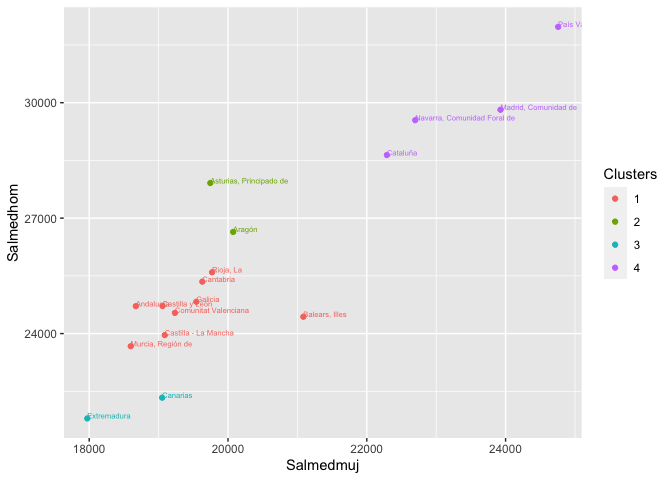 País Va
30000
Madrid, Comunidad de
Navarra, Comunidad Foral de
Cataluña
Asturias, Principado de
27000
Aragón
Rioja, La
Cantabria
Galicia
Castilla y León
Comunitat Valenciana
Balears, Illes
24000
Castilla - La Mancha
Murcia, Región de
Canarias
Extremadura
18000 20000 22000 24000
Salmedmuj
Salmedhom
Clusters
1
2
3
4